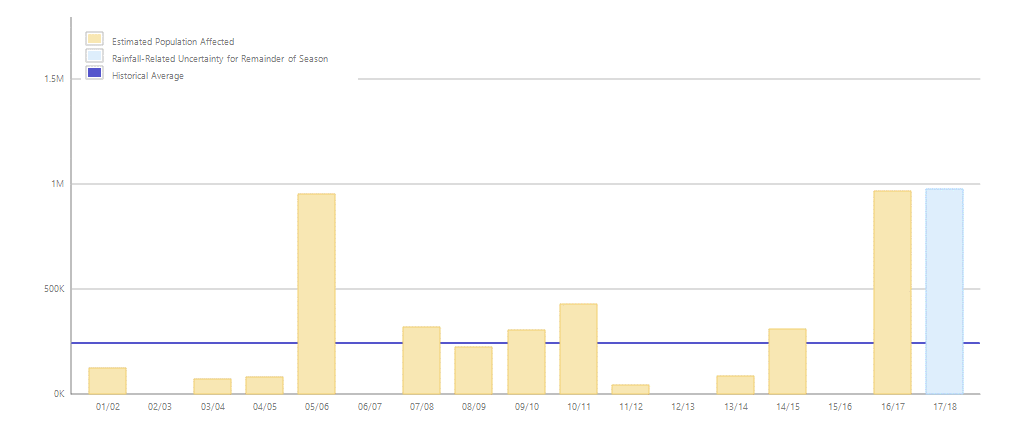 Estimated Population Affected
Rainfall-Related Uncertainty for Remainder of Season
Historical Average
1.5M
1M
500K
0K
01/02 02/03 03/04 04/05 05/06 06/07 07/08 08/09 09/10 10/11 11/12 12/13 13/14 14/15 15/16 16/17 17/18